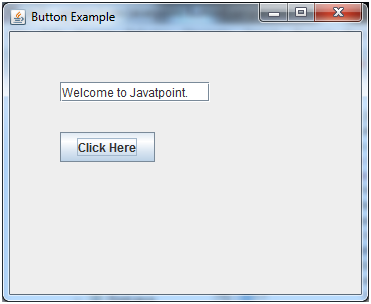 Button Example
Welcome to Javatpoint.
Click Here